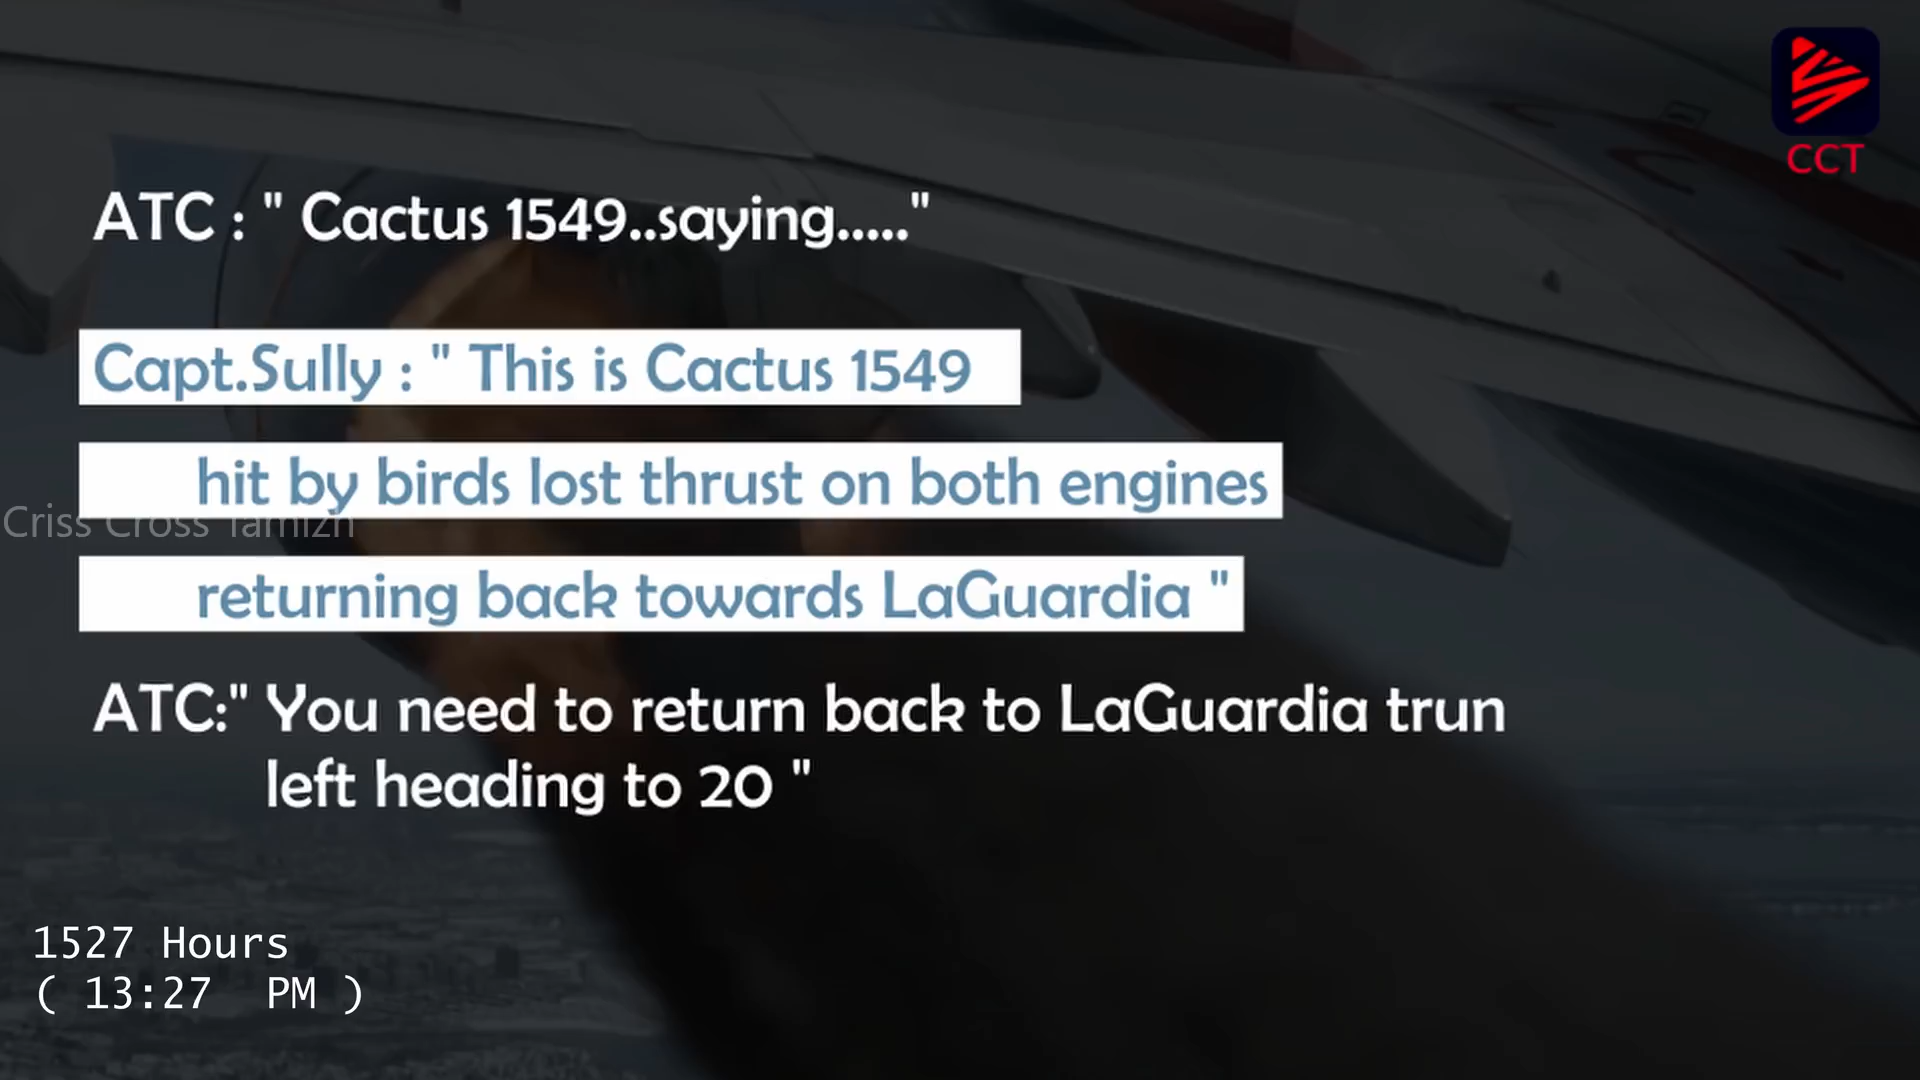 CCT
ATC : " Cactus 1549..saying....."
Capt.Sully : " This is Cactus 1549
hit by birds lost thrust on both engines
Criss Cross Tamizh
returning back towards LaGuardia "
ATC:" You need to return back to LaGuardia trun
left heading to 20 "
1527 Hours
( 13:27 PM )